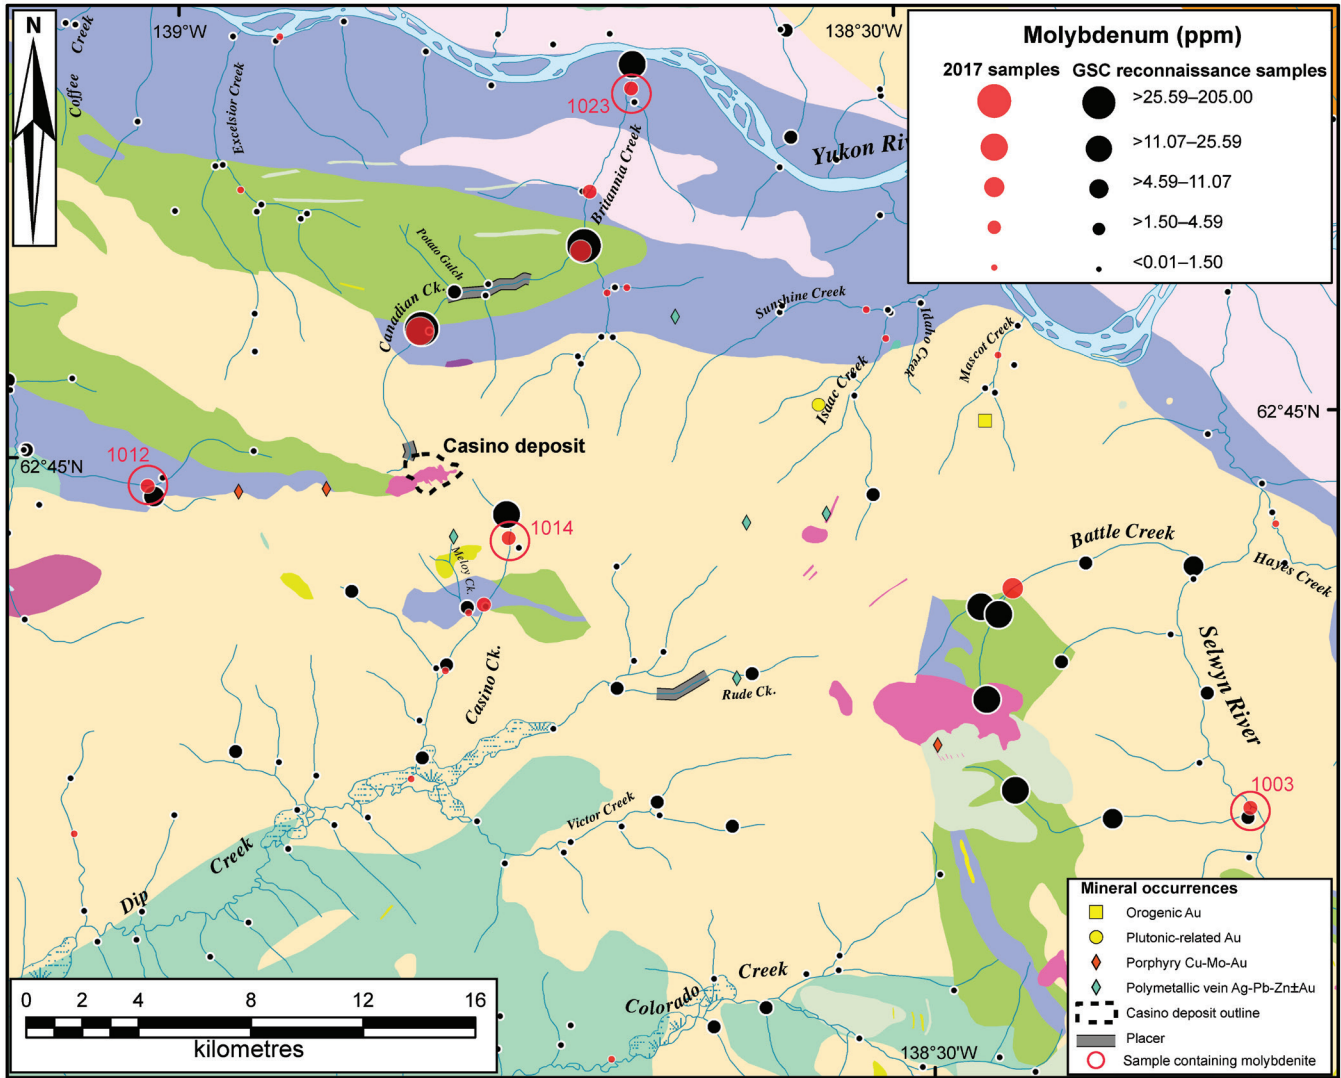 N
139°W
138°30'W
Coffee Creek
Excelsior Creek
1023
Britannia Creek
Yukon Riv
Potato Gulch
Canadian Ck.
Sunshine Creek
Idaho Creek
Isaac Creek
Mascot Creek
62°45'N
62°45'N
Casino deposit
1012
1014
Meloy Ck.
Casino Ck.
Battle Creek
Hayes Creek
Selwyn River
Rude Ck.
1003
Victor Creek
Dip Creek
Colorado Creek
138°30'W
Molybdenum (ppm)
2017 samples GSC reconnaissance samples
>25.59–205.00
>11.07–25.59
>4.59–11.07
>1.50–4.59
<0.01–1.50
Mineral occurrences
Orogenic Au
Plutonic-related Au
Porphyry Cu-Mo-Au
Polymetallic vein Ag-Pb-Zn±Au
Casino deposit outline
Placer
Sample containing molybdenite
0 2 4 8 12 16
kilometres